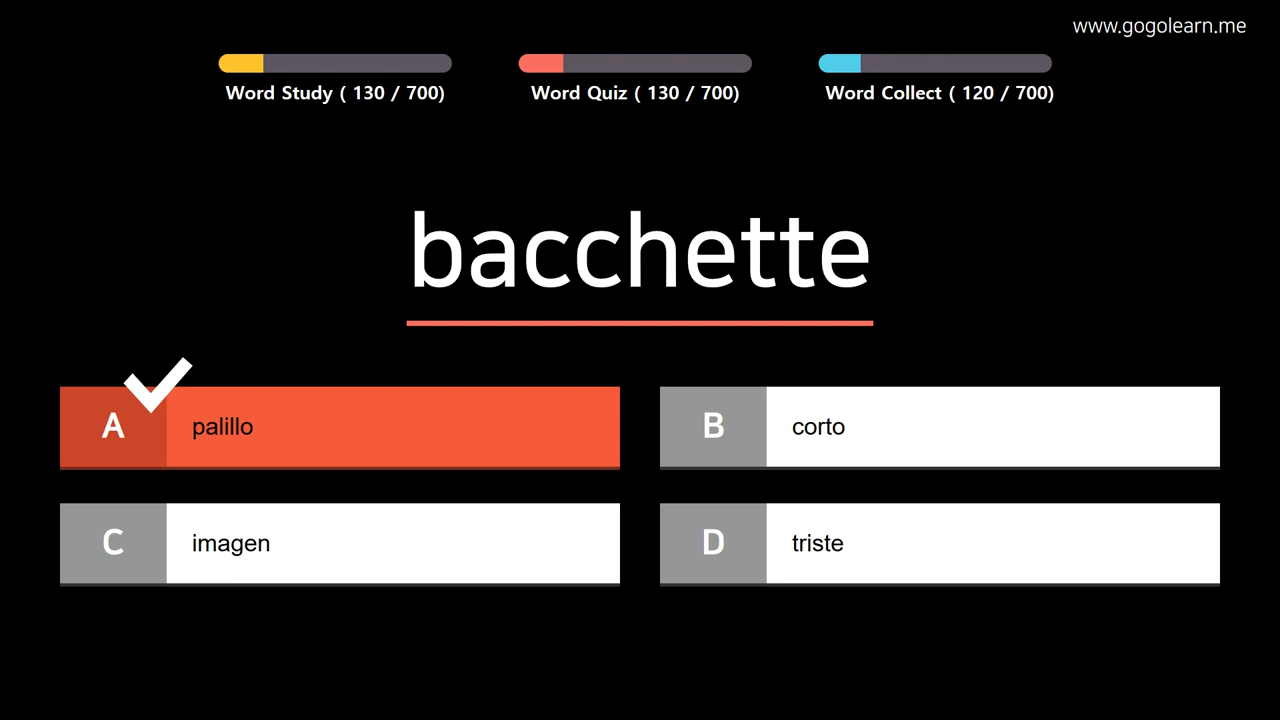 www.gogolearn.me
Word Study ( 130 / 700)
Word Quiz ( 130 / 700)
Word Collect ( 120 / 700)
bacchette
A palillo
B corto
C imagen
D triste